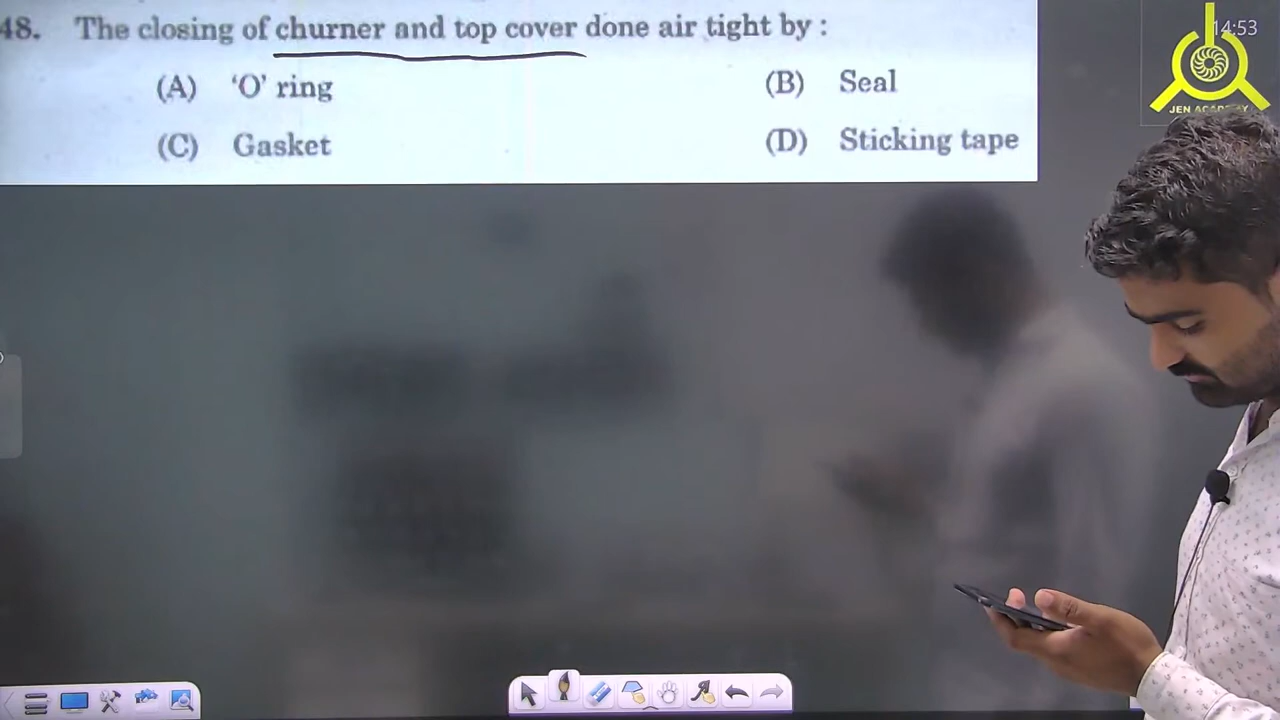 48. The closing of churner and top cover done air tight by :
(A) 'O' ring
(B) Seal
(C) Gasket
(D) Sticking tape
14:53
JEN ACADEMY